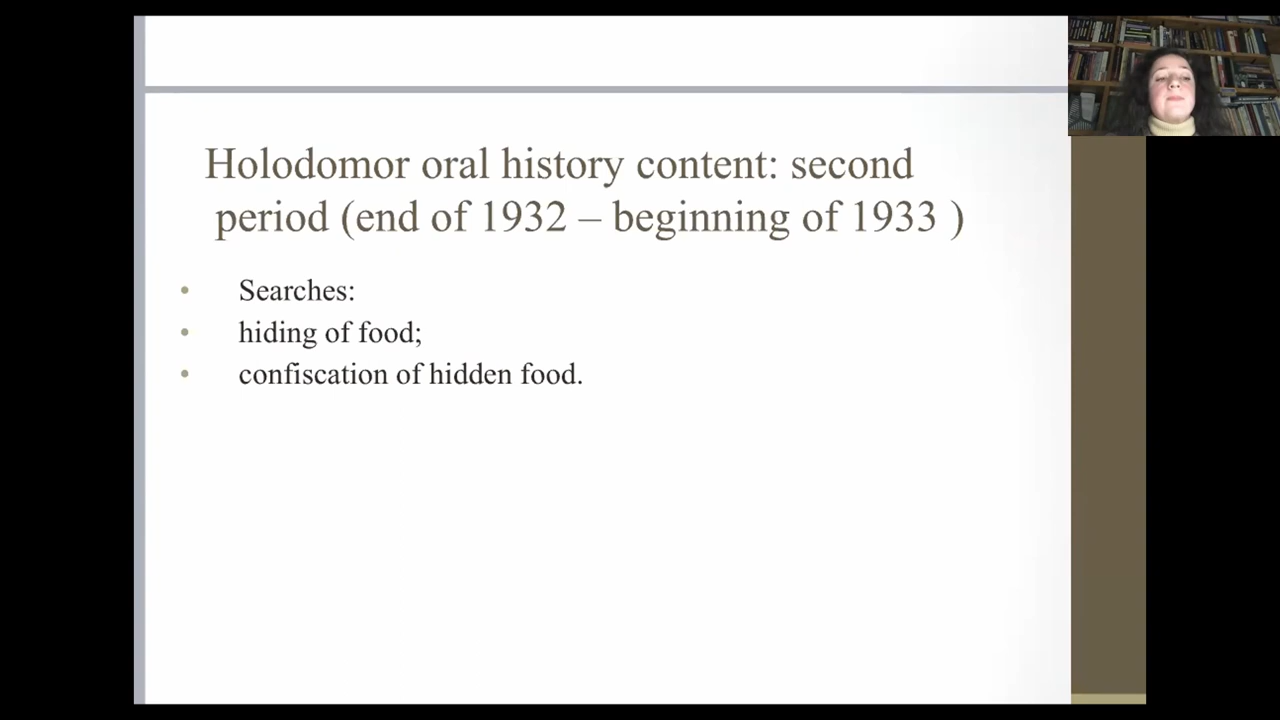 Holodomor oral history content: second
period (end of 1932 – beginning of 1933 )
• Searches:
• hiding of food;
• confiscation of hidden food.